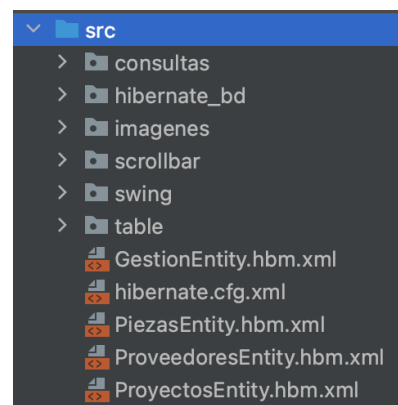 src
consultas
hibernate_bd
imagenes
scrollbar
swing
table
GestionEntity.hbm.xml
hibernate.cfg.xml
PiezasEntity.hbm.xml
ProveedoresEntity.hbm.xml
ProyectosEntity.hbm.xml